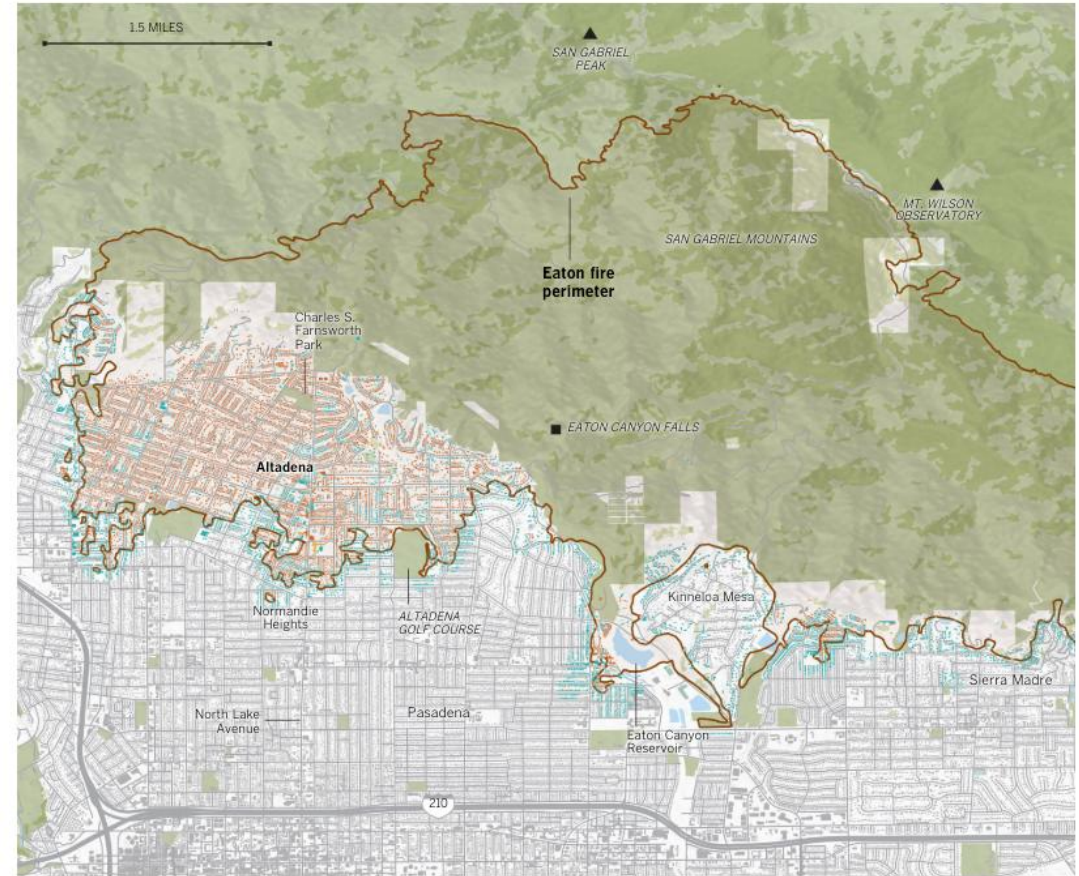 1.5 MILES
SAN GABRIEL
PEAK
MT. WILSON
OBSERVATORY
SAN GABRIEL MOUNTAINS
Eaton fire
perimeter
Charles S.
Farnsworth
Park
EATON CANYON FALLS
Altadena
Kinneloa Mesa
Normandie
Heights
ALTADENA
GOLF COURSE
Sierra Madre
North Lake
Avenue
Pasadena
Eaton Canyon
Reservoir
210